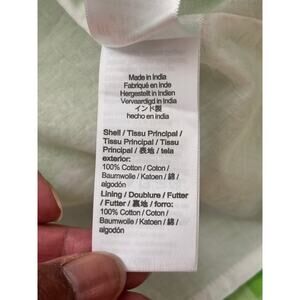 Made in India
Fabriqué en Inde
Hergestellt in Indien
Vervaardigd in India
インド製
hecho en india
Shell / Tissu Principal /
Tissu Principal / Tissu
Principal / 表地 / tela
exterior:
100% Cotton / Coton /
Baumwolle / Katoen / 綿 /
algodón
Lining / Doublure / Futter
/ Futter / 裏地 / forro:
100% Cotton / Coton /
Baumwolle / Katoen / 綿 /
algodón